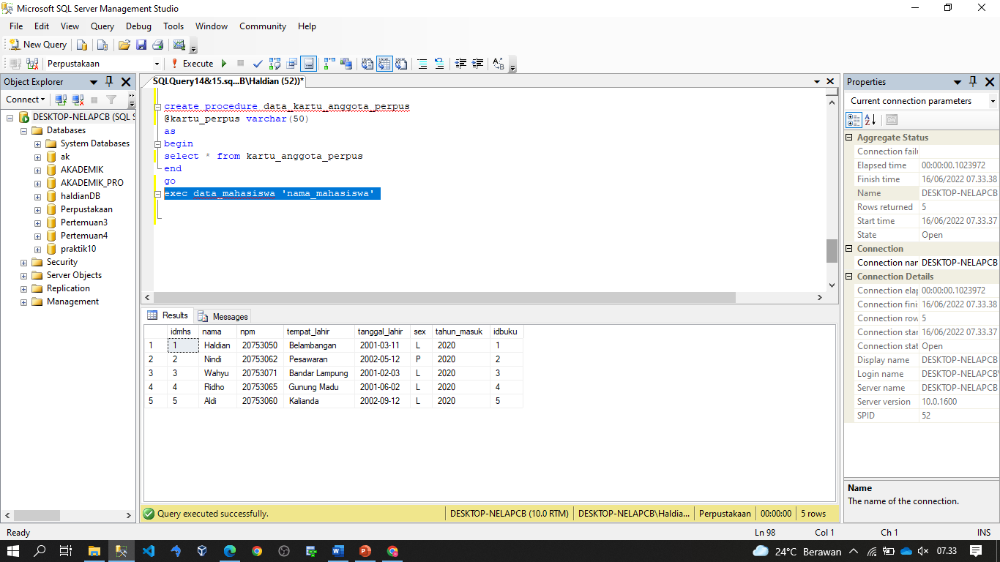 Microsoft SQL Server Management Studio
File Edit View Query Debug Tools Window Community Help
New Query
Perpustakaan Execute
Object Explorer
Connect
DESKTOP-NELAPCB (SQL S
Databases
System Databases
ak
AKADEMIK
AKADEMIK_PRO
haldianDB
Perpustakaan
Pertemuan3
Pertemuan4
praktik10
Security
Server Objects
Replication
Management
SQLQuery14&15.sq...B\Haldian (52))*
create procedure data_kartu_anggota_perpus
@kartu_perpus varchar(50)
as
begin
select * from kartu_anggota_perpus
end
go
exec data_mahasiswa 'nama_mahasiswa'
Results Messages
idmhs nama npm tempat_lahir tanggal_lahir sex tahun_masuk idbuku
1 1 Haldian 20753050 Belambangan 2001-03-11 L 2020 1
2 2 Nindi 20753062 Pesawaran 2002-05-12 P 2020 2
3 3 Wahyu 20753071 Bandar Lampung 2001-02-03 L 2020 3
4 4 Ridho 20753065 Gunung Madu 2001-06-02 L 2020 4
5 5 Aldi 20753060 Kalianda 2002-09-12 L 2020 5
Query executed successfully. DESKTOP-NELAPCB (10.0 RTM) DESKTOP-NELAPCB\Haldia... Perpustakaan 00:00:00 5 rows
Properties
Current connection parameters
Aggregate Status
Connection failu
Elapsed time 00:00:00.1023972
Finish time 16/06/2022 07.33.38
Name DESKTOP-NELAPCB
Rows returned 5
Start time 16/06/2022 07.33.37
State Open
Connection
Connection nar DESKTOP-NELAPCB
Connection Details
Connection elap 00:00:00.1023972
Connection fini 16/06/2022 07.33.38
Connection row 5
Connection star 16/06/2022 07.33.37
Connection stat Open
Display name DESKTOP-NELAPCB
Login name DESKTOP-NELAPCB\
Server name DESKTOP-NELAPCB
Server version 10.0.1600
SPID 52
Name
The name of the connection.
Ready Ln 98 Col 1 Ch 1 INS
24°C Berawan 07.33